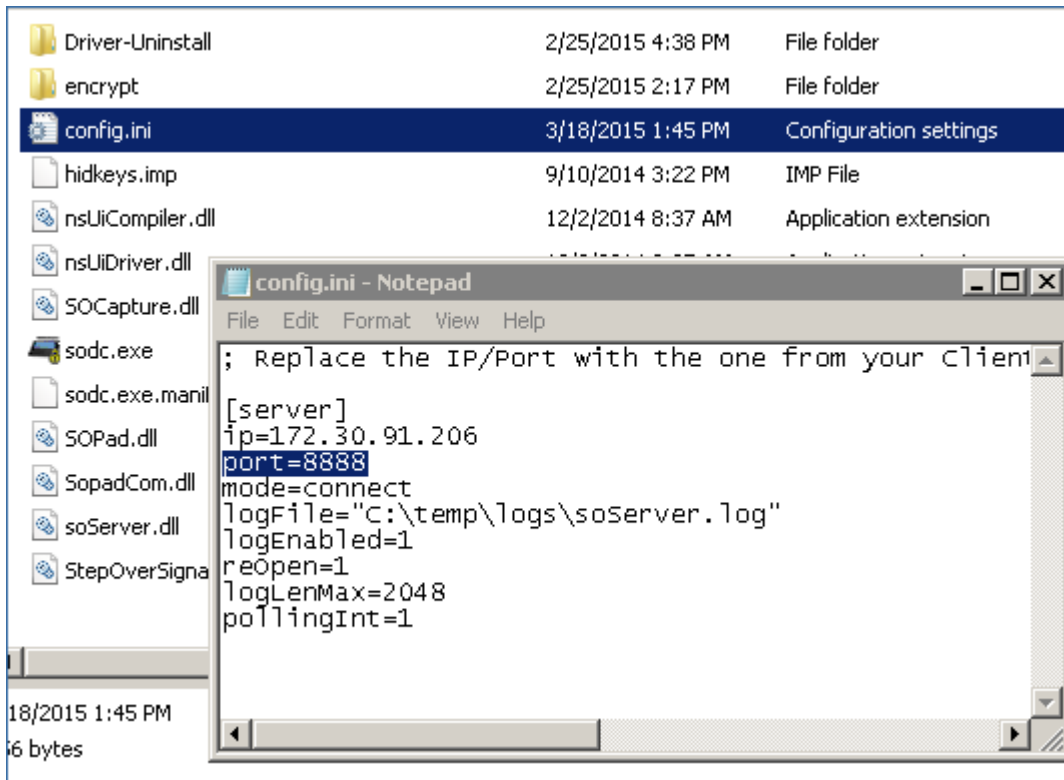 Driver-Uninstall 2/25/2015 4:38 PM File folder
encrypt 2/25/2015 2:17 PM File folder
config.ini 3/18/2015 1:45 PM Configuration settings
hidkeys.imp 9/10/2014 3:22 PM IMP File
nsUiCompiler.dll 12/2/2014 8:37 AM Application extension
nsUiDriver.dll
SOCapture.dll
sodc.exe
sodc.exe.manif
SOPad.dll
SopadCom.dll
soServer.dll
StepOverSigna
config.ini - Notepad
File Edit Format View Help
; Replace the IP/Port with the one from your Client
[server]
ip=172.30.91.206
port=8888
mode=connect
logFile="C:\temp\logs\soServer.log"
logEnabled=1
reOpen=1
logLenMax=2048
pollingInt=1
18/2015 1:45 PM
6 bytes